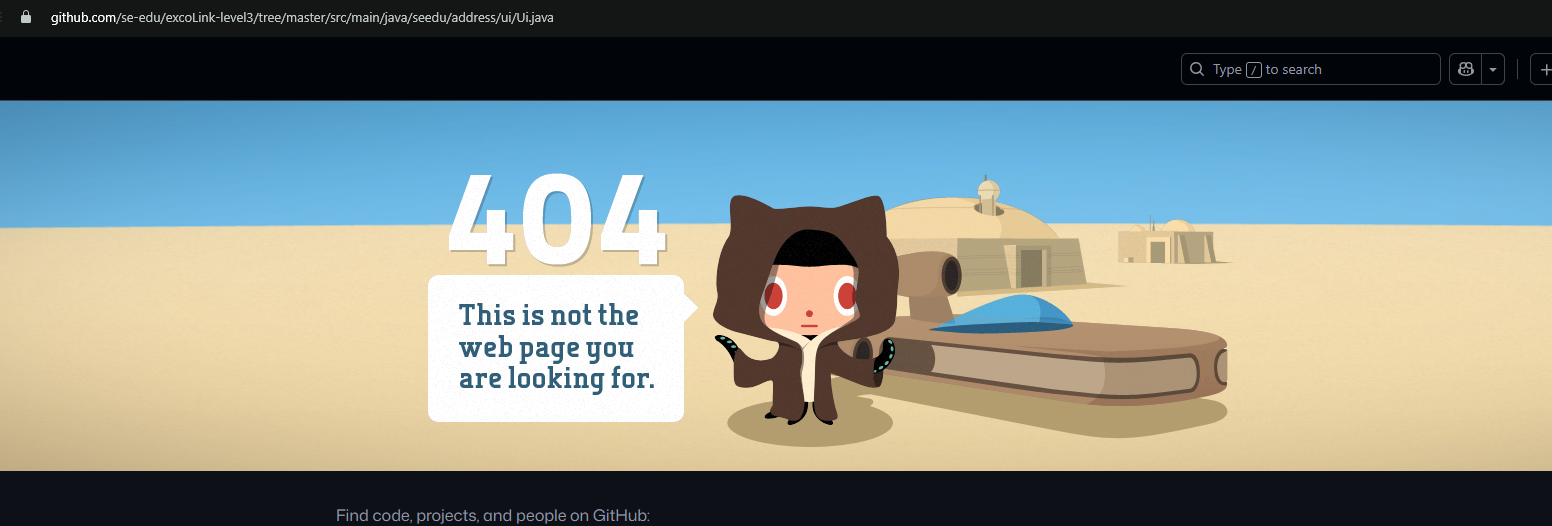 github.com/se-edu/excoLink-level3/tree/master/src/main/java/seedu/address/ui/Ui.java
Type / to search
404
This is not the
web page you
are looking for.
Find code, projects, and people on GitHub: